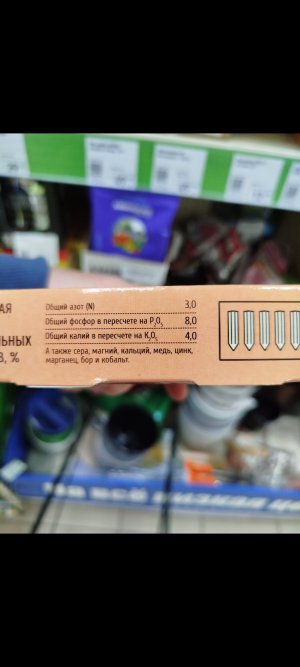 АЯ
ЛЬНЫХ
В, %
Общий азот (N) 3,0
Общий фосфор в пересчете на P₂O₅ 8,0
Общий калий в пересчете на K₂O, 4,0
А также сера, магний, кальций, медь, цинк,
марганец, бор и кобальт.